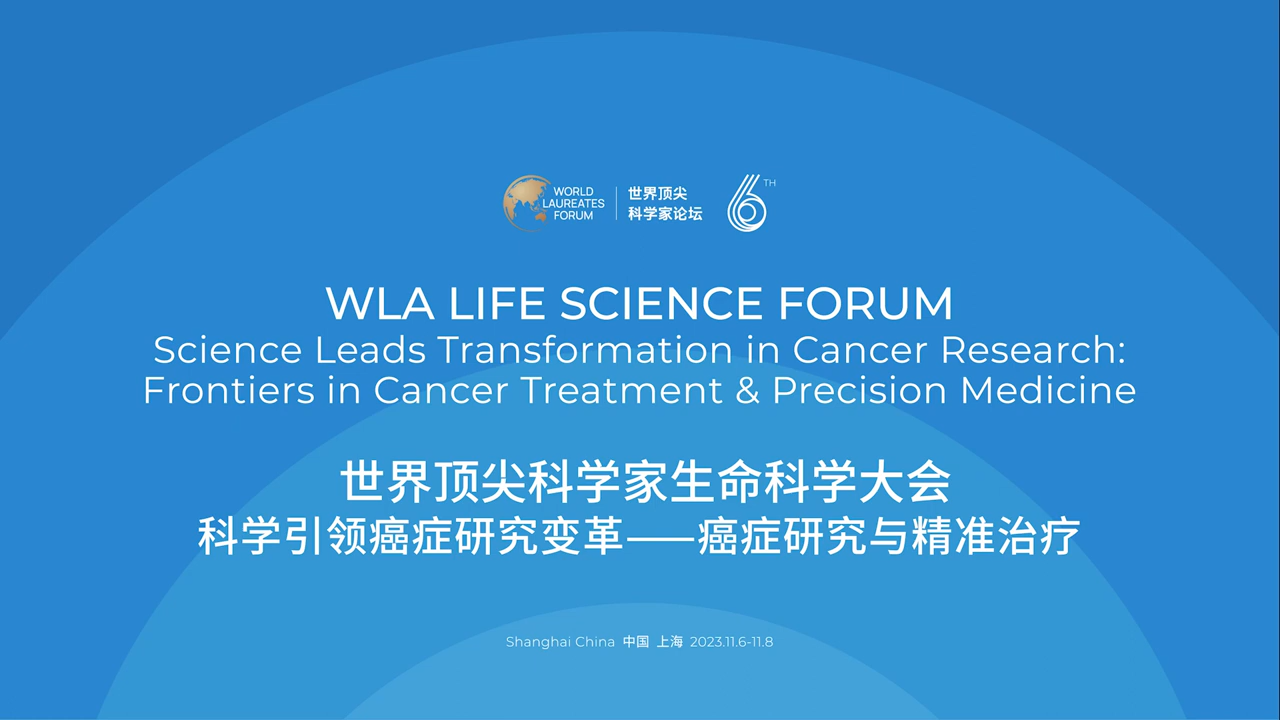 WORLD
LAUREATES
FORUM
世界顶尖
科学家论坛
6TH
WLA LIFE SCIENCE FORUM
Science Leads Transformation in Cancer Research:
Frontiers in Cancer Treatment & Precision Medicine
世界顶尖科学家生命科学大会
科学引领癌症研究变革——癌症研究与精准治疗
Shanghai China 中国 上海 2023.11.6-11.8